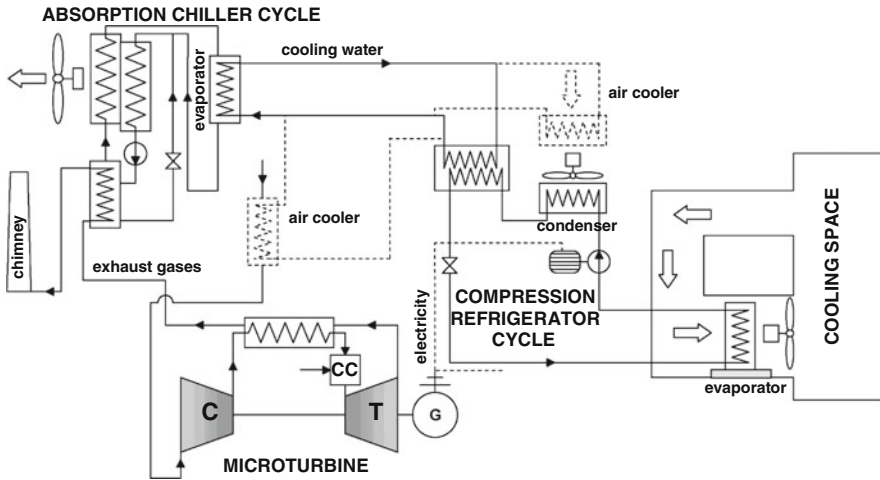 ABSORPTION CHILLER CYCLE
cooling water
evaporator
air cooler
air cooler
condenser
chimney
exhaust gases
COOLING SPACE
COMPRESSION
REFRIGERATOR
CYCLE
electricity
CC
evaporator
C
T
G
MICROTURBINE